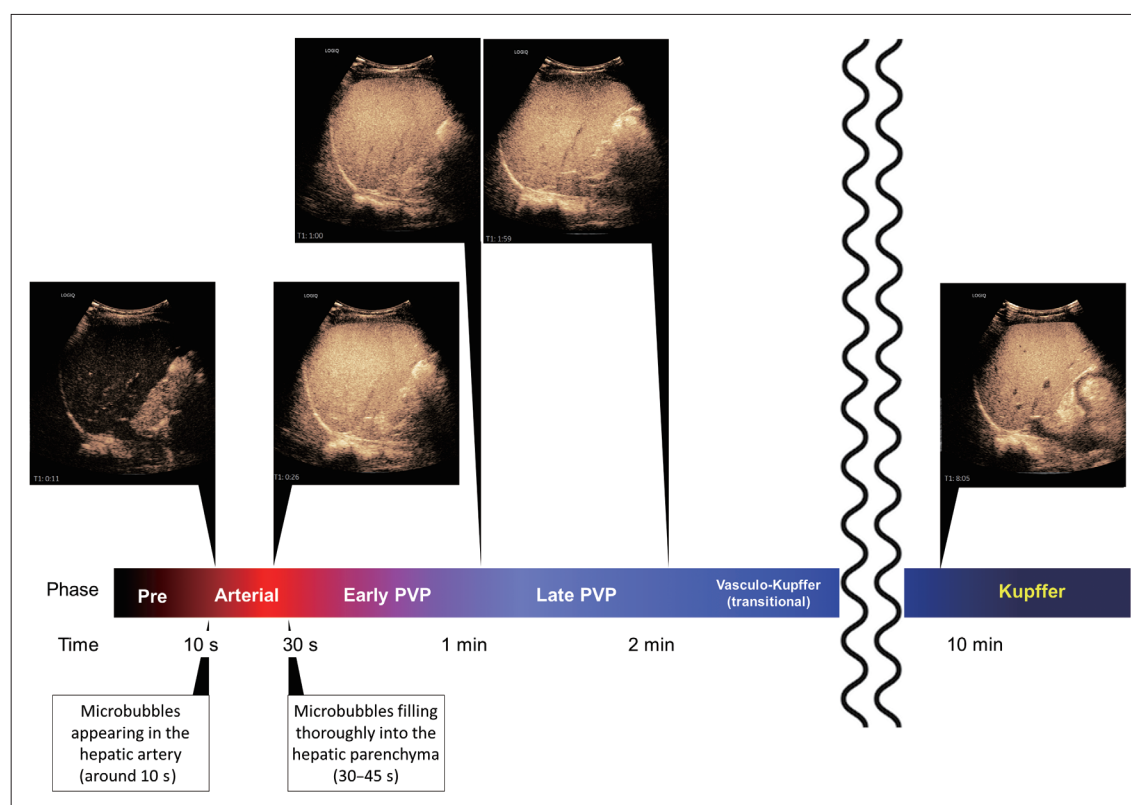 LOGIQ
T1: 1:00
LOGIQ
T1: 1:59
LOGIQ
T1: 0:11
LOGIQ
T1: 0:26
LOGIQ
T1: 8:05
Phase
Pre
Arterial
Early PVP
Late PVP
Vasculo-Kupffer
(transitional)
Kupffer
Time
10 s
30 s
1 min
2 min
10 min
Microbubbles
appearing in the
hepatic artery
(around 10 s)
Microbubbles filling
thoroughly into the
hepatic parenchyma
(30–45 s)